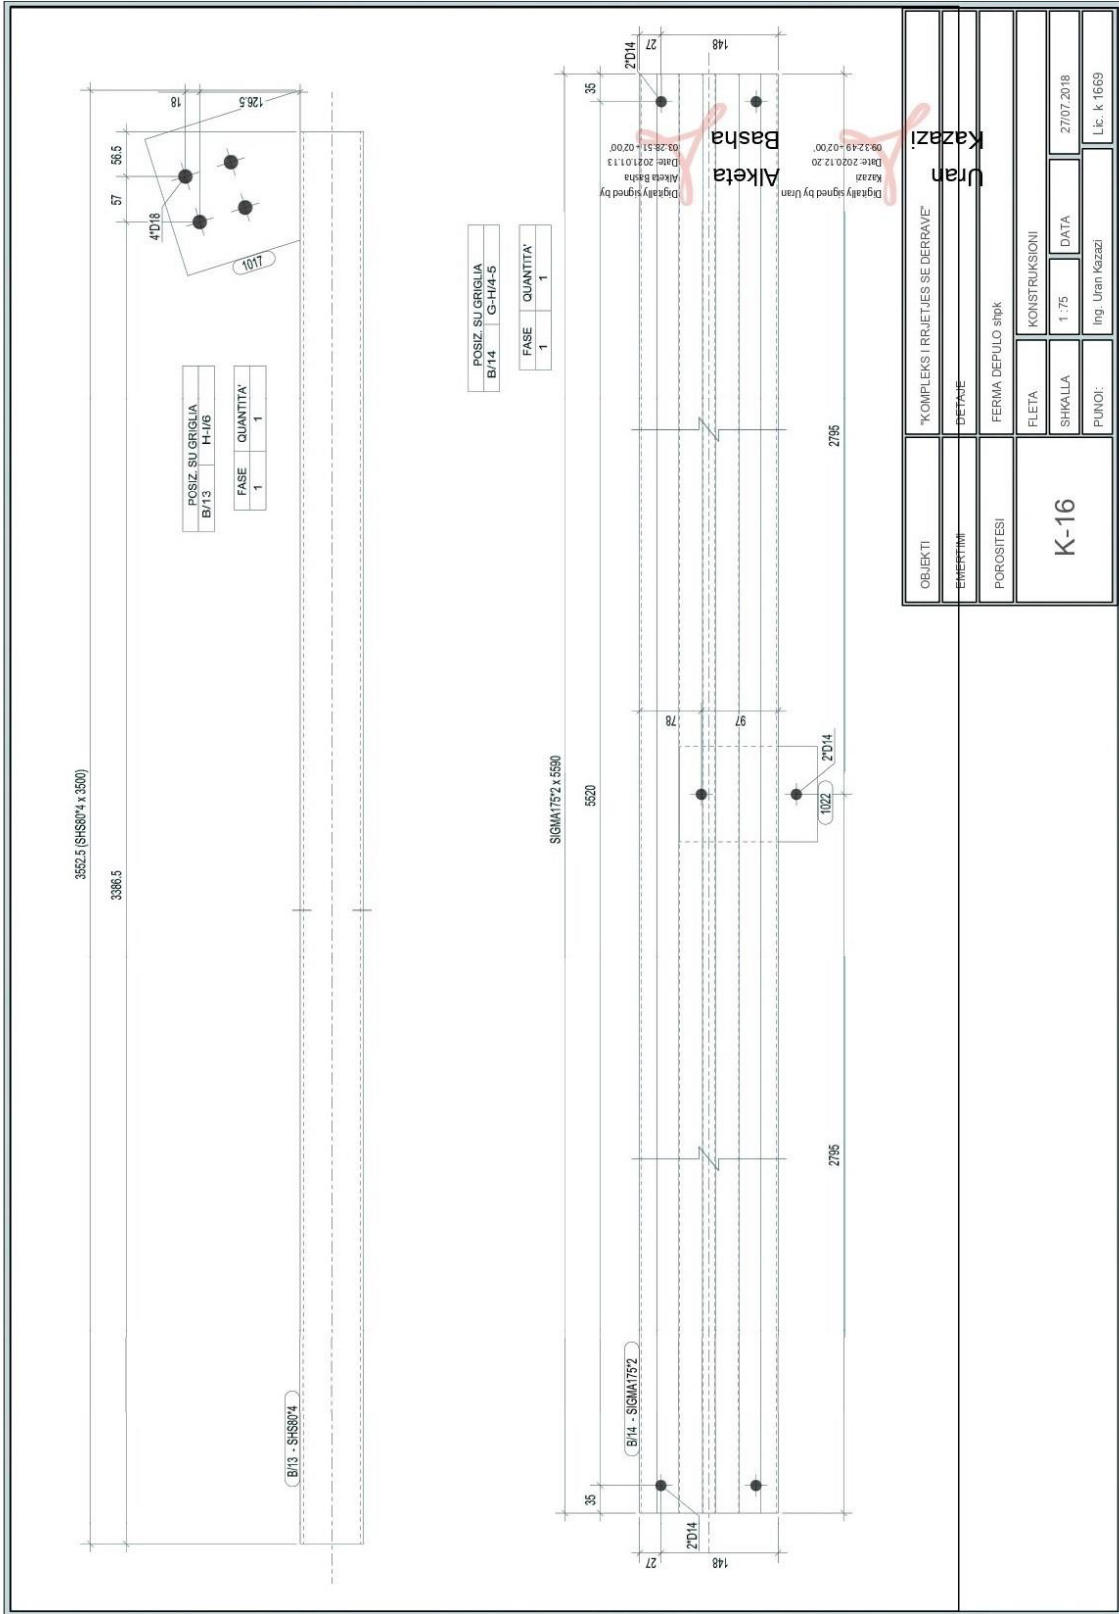 3552.5 (SHS80*4 x 3500)
3386.5
57
56.5
18
126.5
4*D18
1017
B/13 - SHS80*4
POSIZ. SU GRIGLIA
B/13 H-I/6
FASE QUANTITA'
1 1
POSIZ. SU GRIGLIA
B/14 G-H/4-5
FASE QUANTITA'
1 1
SIGMA175*2 x 5590
35
5520
35
B/14 - SIGMA175*2
27
148
2*D14
78
97
2*D14
27
148
2*D14
1022
2795
2795
Alketa
Basha
Digitally signed by
Alketa Basha
Date: 2021.01.13
03:28:51 +02'00'
Uran
Kazazi
Digitally signed by Uran
Kazazi
Date: 2020.12.20
09:32:49 +02'00'
OBJEKTI "KOMPLEKS I RRJETJES SE DERRAVE"
EMERTIMI DETAJE
POROSITESI FERMA DEPULO shpk
K-16
FLETA KONSTRUKSIONI
SHKALLA 1 :75 DATA 27/07.2018
PUNOI: Ing. Uran Kazazi Lic. k 1669